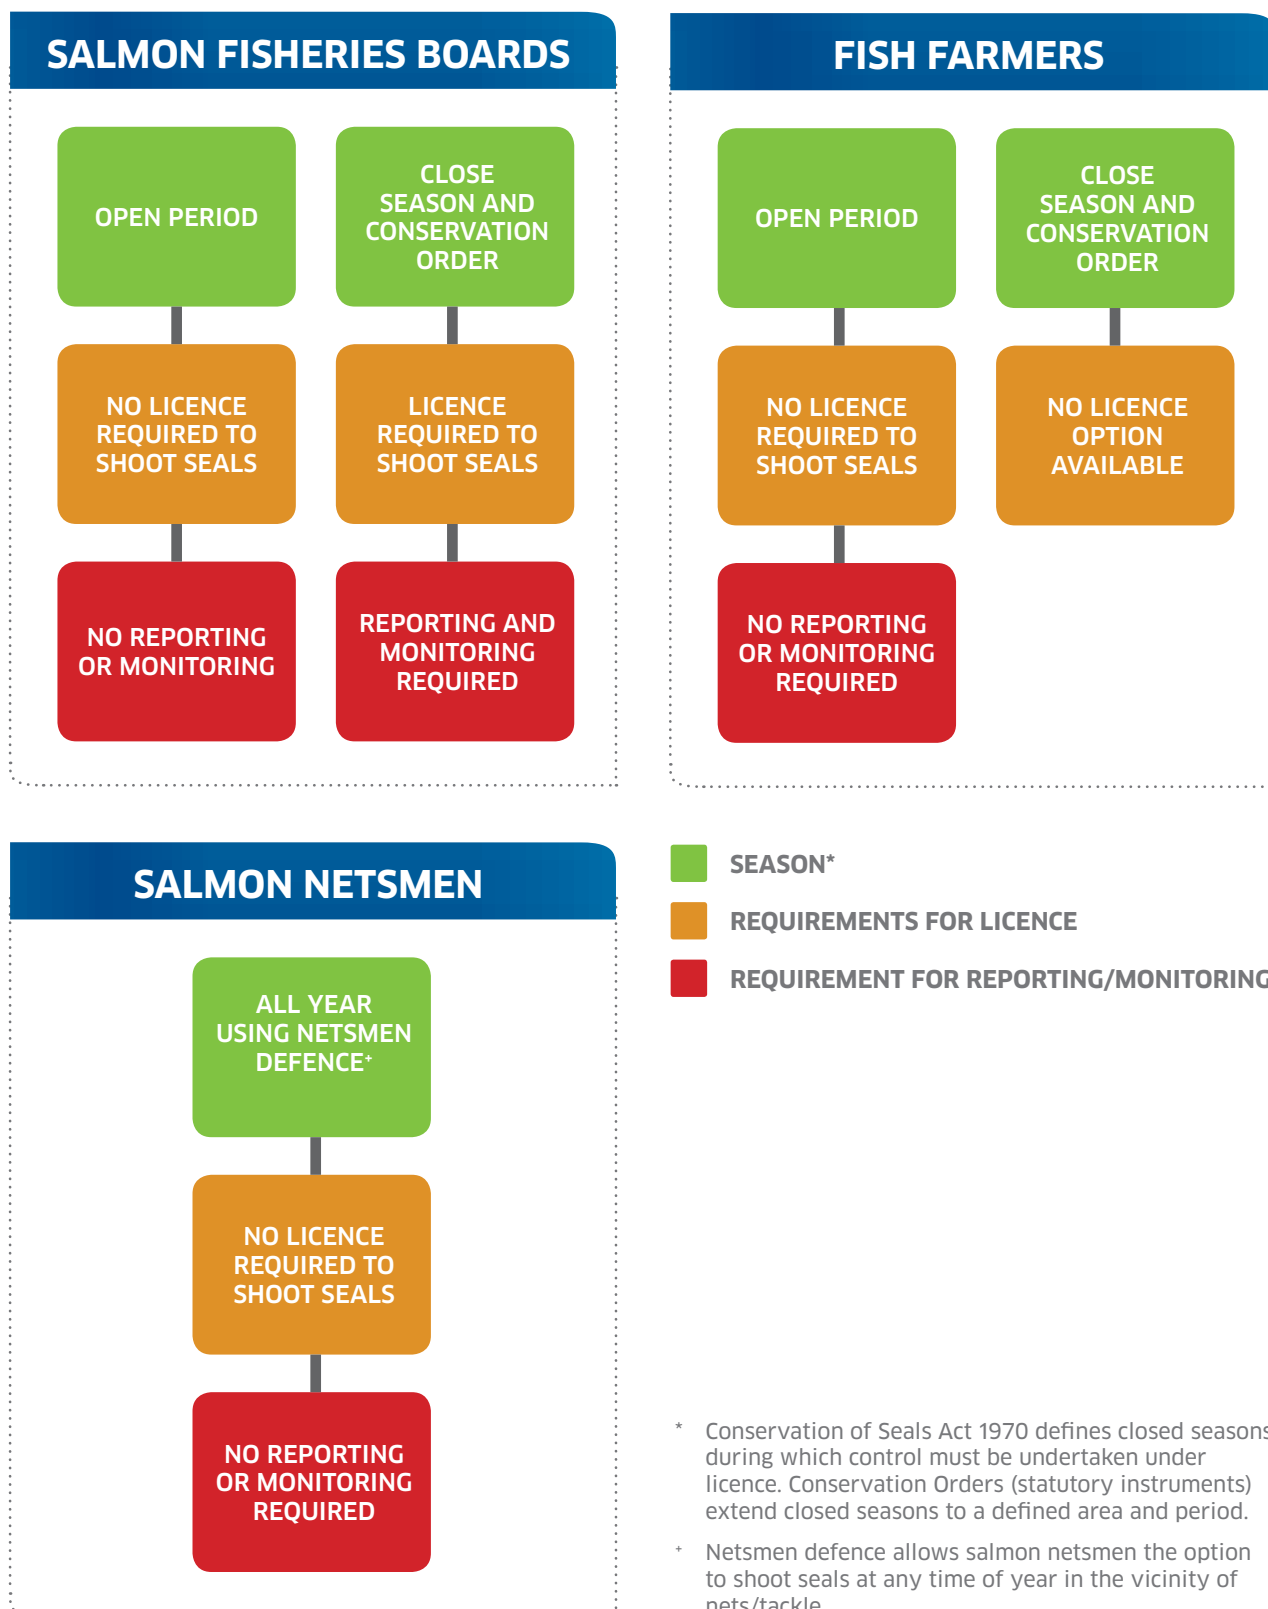 SALMON FISHERIES BOARDS
OPEN PERIOD
CLOSE
SEASON AND
CONSERVATION
ORDER
NO LICENCE
REQUIRED TO
SHOOT SEALS
LICENCE
REQUIRED TO
SHOOT SEALS
NO REPORTING
OR MONITORING
REPORTING AND
MONITORING
REQUIRED
FISH FARMERS
OPEN PERIOD
CLOSE
SEASON AND
CONSERVATION
ORDER
NO LICENCE
REQUIRED TO
SHOOT SEALS
NO LICENCE
OPTION
AVAILABLE
NO REPORTING
OR MONITORING
REQUIRED
SALMON NETSMEN
ALL YEAR
USING NETSMEN
DEFENCE+
NO LICENCE
REQUIRED TO
SHOOT SEALS
NO REPORTING
OR MONITORING
REQUIRED
SEASON*
REQUIREMENTS FOR LICENCE
REQUIREMENT FOR REPORTING/MONITORING
* Conservation of Seals Act 1970 defines closed seasons
during which control must be undertaken under
licence. Conservation Orders (statutory instruments)
extend closed seasons to a defined area and period.
+ Netsmen defence allows salmon netsmen the option
to shoot seals at any time of year in the vicinity of
nets/tackle